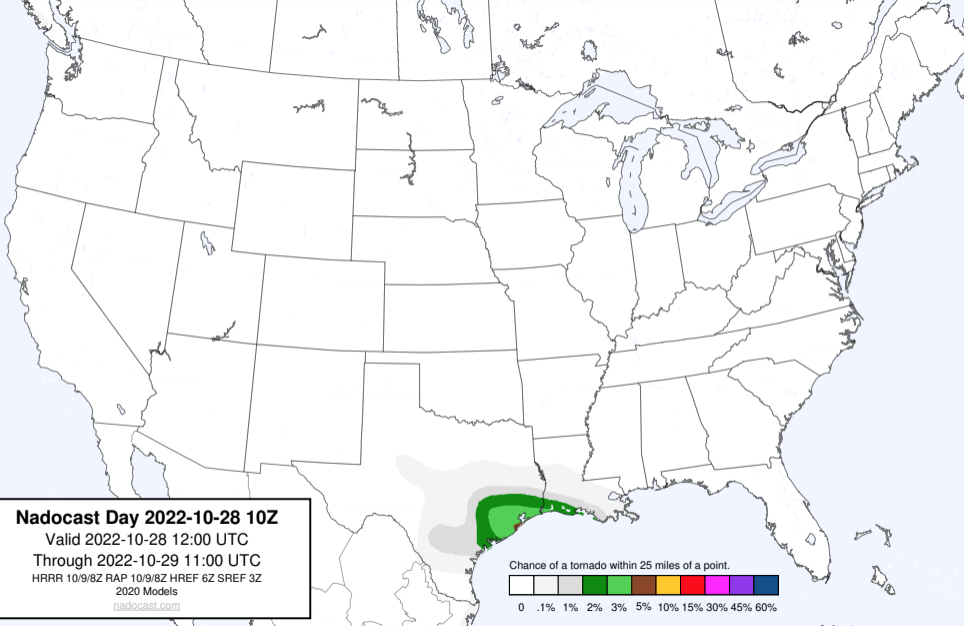 Nadocast Day 2022-10-28 10Z
Valid 2022-10-28 12:00 UTC
Through 2022-10-29 11:00 UTC
HRRR 10/9/8Z RAP 10/9/8Z HREF 6Z SREF 3Z
2020 Models
nadocast.com
Chance of a tornado within 25 miles of a point.
0 .1% 1% 2% 3% 5% 10% 15% 30% 45% 60%